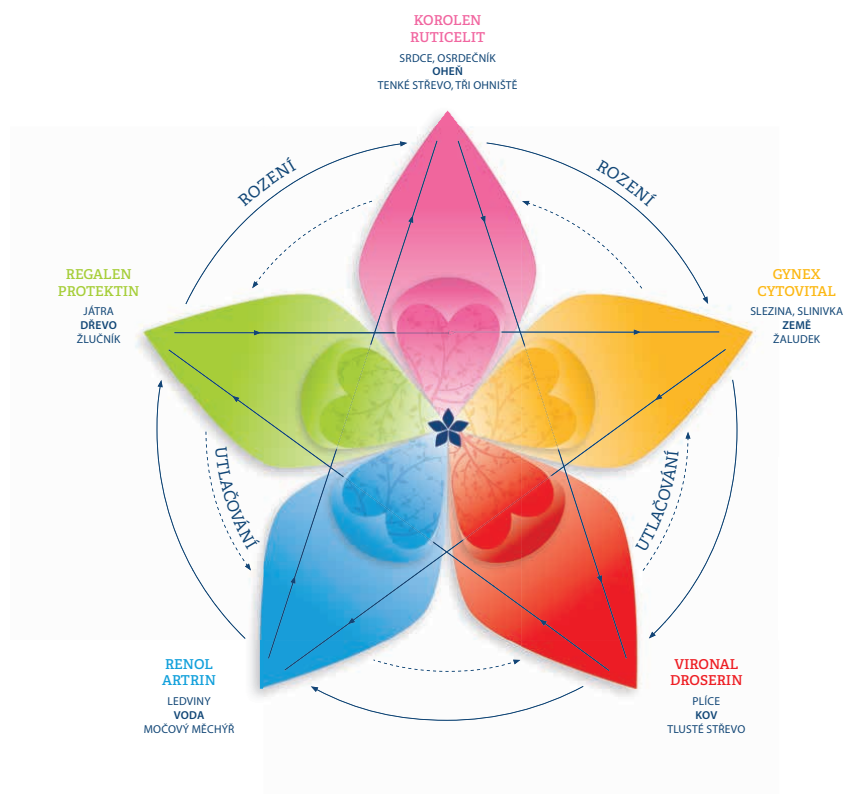 KOROLEN
RUTICELIT
SRDCE, OSRDEČNÍK
OHEŇ
TENKÉ STŘEVO, TŘI OHNIŠTĚ
ROZENÍ
ROZENÍ
REGALEN
PROTEKTIN
JÁTRA
DŘEVO
ŽLUČNÍK
GYNEX
CYTOVITAL
SLEZINA, SLINIVKA
ZEMĚ
ŽALUDEK
UTLAČOVÁNÍ
UTLAČOVÁNÍ
RENOL
ARTRIN
LEDVINY
VODA
MOČOVÝ MĚCHÝŘ
VIRONAL
DROSERIN
PLÍCE
KOV
TLUSTÉ STŘEVO